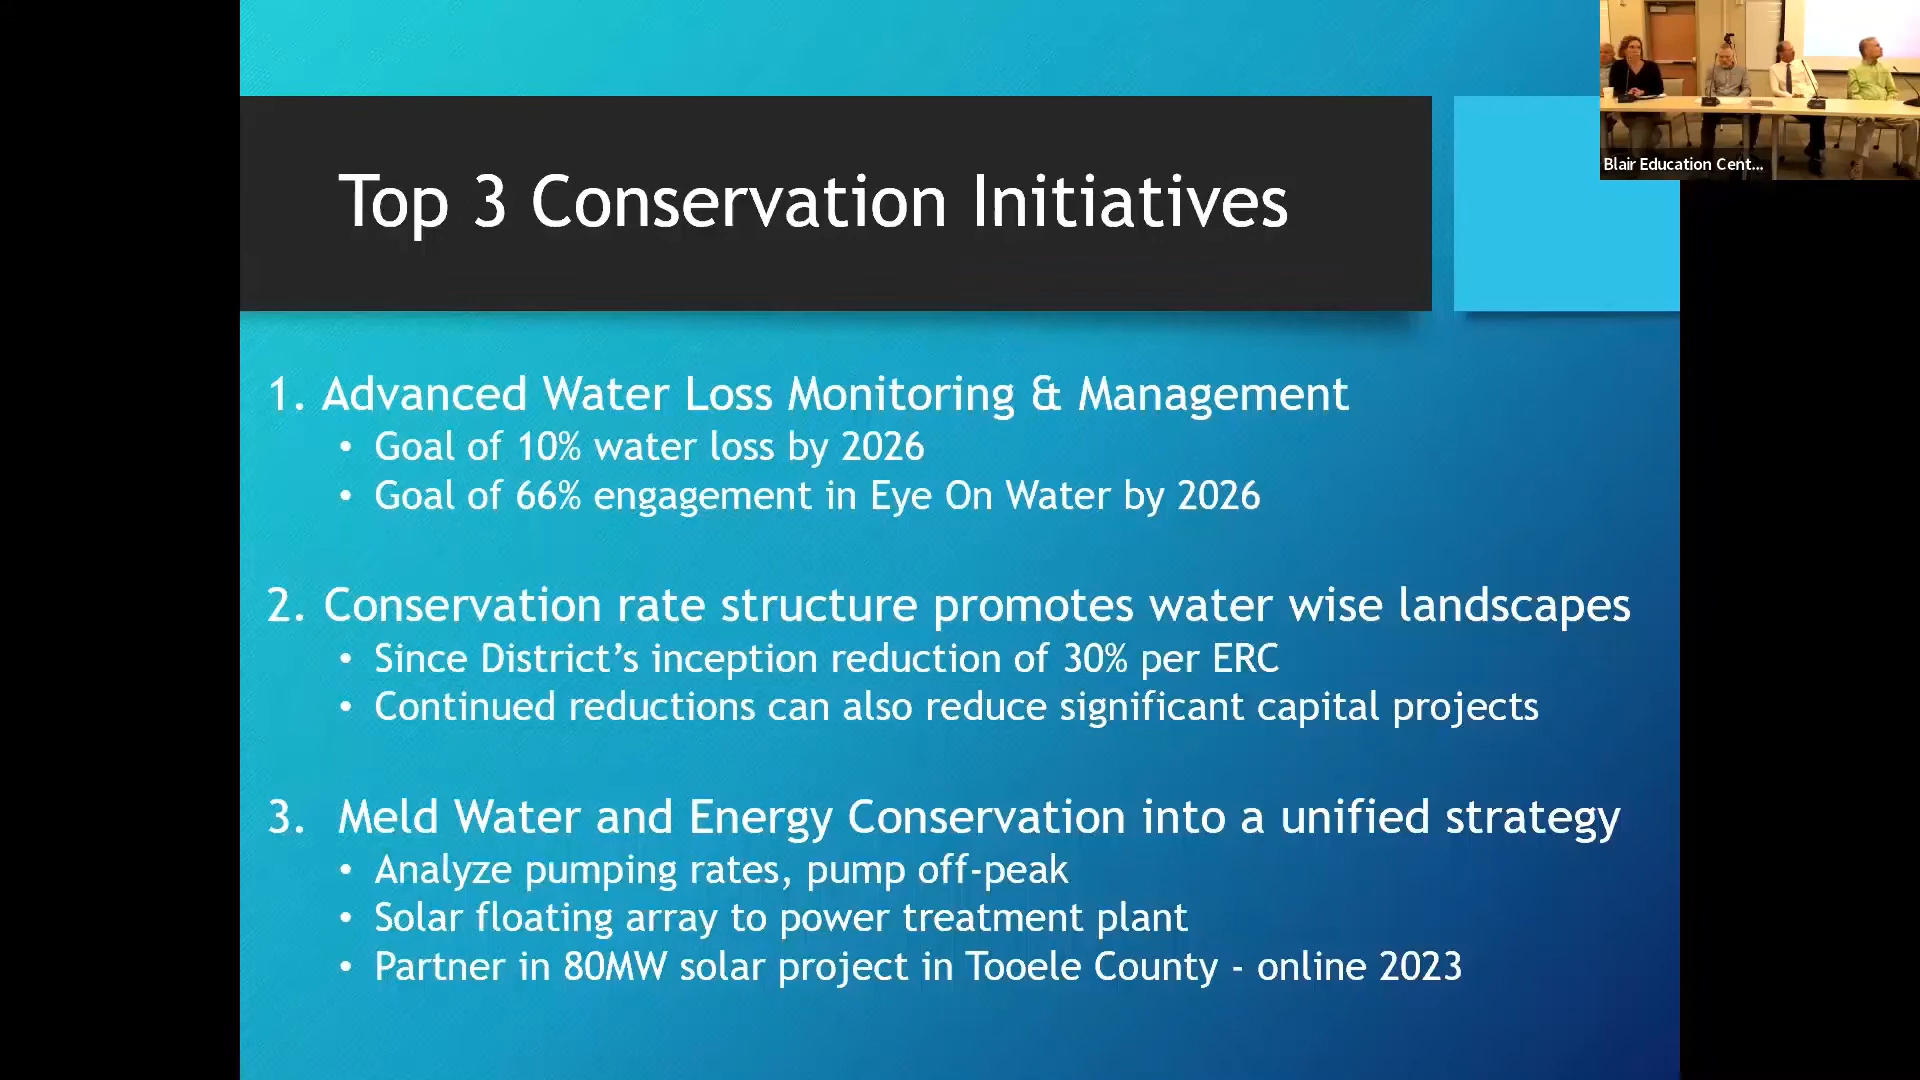 Blair Education Cent...
Top 3 Conservation Initiatives
1. Advanced Water Loss Monitoring & Management
• Goal of 10% water loss by 2026
• Goal of 66% engagement in Eye On Water by 2026
2. Conservation rate structure promotes water wise landscapes
• Since District’s inception reduction of 30% per ERC
• Continued reductions can also reduce significant capital projects
3. Meld Water and Energy Conservation into a unified strategy
• Analyze pumping rates, pump off-peak
• Solar floating array to power treatment plant
• Partner in 80MW solar project in Tooele County - online 2023